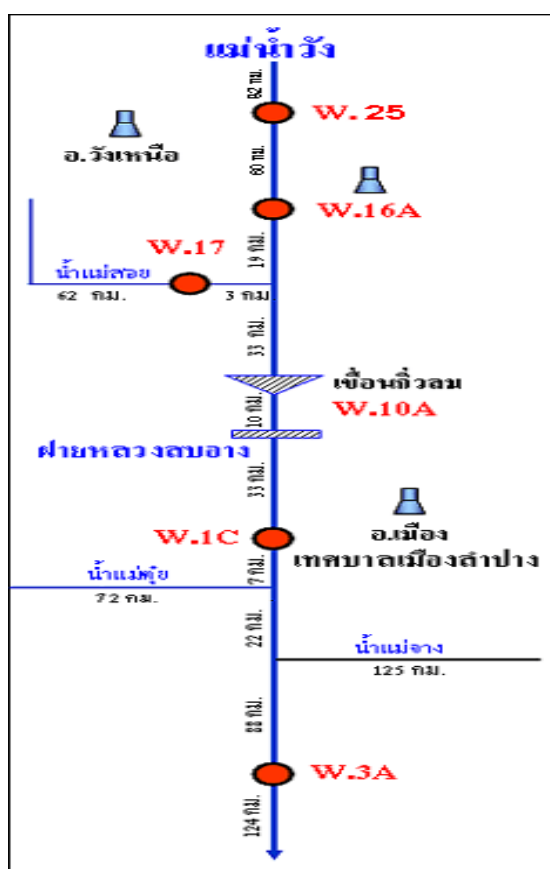 แม่น้ำวัง
62 กม.
W.25
อ.วังเหนือ
60 กม.
W.16A
W.17
19 กม.
น้ำแม่สอย
62 กม.
3 กม
33 กม.
เขื่อนกิ่วลม
W.10A
10 กม.
ฝายหลวงสบอาง
33 กม.
W.1C
อ.เมือง
เทศบาลเมืองลำปาง
7 กม.
น้ำแม่ตุ๋ย
72 กม.
22 กม.
น้ำแม่จาง
125 กม.
88 กม.
W.3A
124 กม.